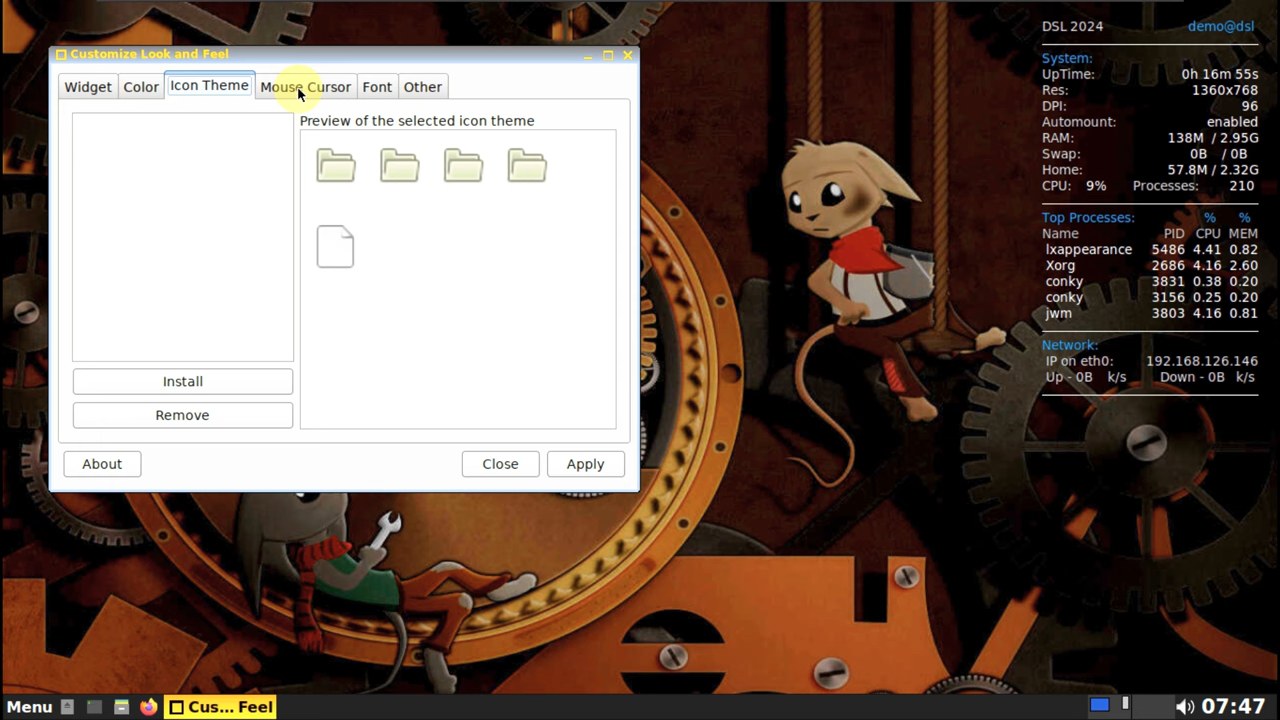 Customize Look and Feel
Widget Color Icon Theme Mouse Cursor Font Other
Preview of the selected icon theme
Install
Remove
About Close Apply
DSL 2024 demo@dsl
System:
UpTime: 0h 16m 55s
Res: 1360x768
DPI: 96
Automount: enabled
RAM: 138M / 2.95G
Swap: 0B / 0B
Home: 57.8M / 2.32G
CPU: 9% Processes: 210
Top Processes: % %
Name PID CPU MEM
lxappearance 5486 4.41 0.82
Xorg 2686 4.16 2.60
conky 3831 0.38 0.20
conky 3156 0.25 0.20
jwm 3803 4.16 0.81
Network:
IP on eth0: 192.168.126.146
Up - 0B k/s Down - 0B k/s
Menu Cus... Feel 07:47